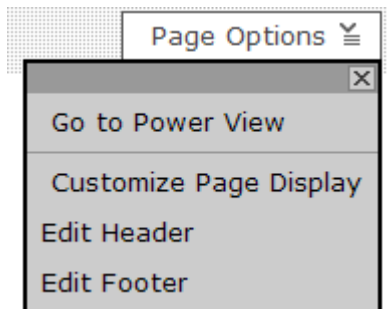 Page Options
Go to Power View
Customize Page Display
Edit Header
Edit Footer